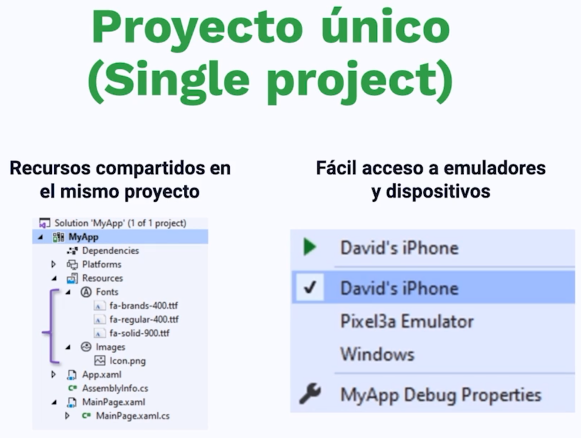 Proyecto único
(Single project)
Recursos compartidos en
el mismo proyecto
Solution 'MyApp' (1 of 1 project)
MyApp
Dependencies
Platforms
Resources
Fonts
fa-brands-400.ttf
fa-regular-400.ttf
fa-solid-900.ttf
Images
Icon.png
App.xaml
C# AssemblyInfo.cs
MainPage.xaml
C# MainPage.xaml.cs
Fácil acceso a emuladores
y dispositivos
David's iPhone
David's iPhone
Pixel3a Emulator
Windows
MyApp Debug Properties